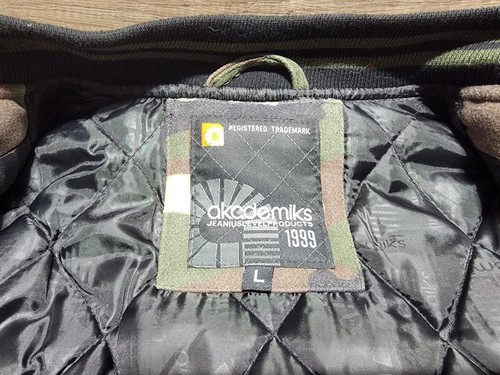 REGISTERED TRADEMARK
akademiks
JEANIUSLEVELPRODUCTS
1999
L